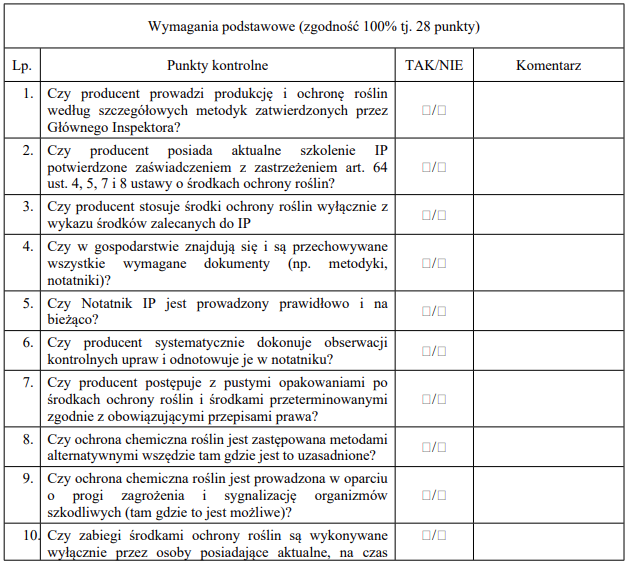 Wymagania podstawowe (zgodność 100% tj. 28 punkty)
Lp. Punkty kontrolne TAK/NIE Komentarz
1. Czy producent prowadzi produkcję i ochronę roślin
według szczegółowych metodyk zatwierdzonych przez
Głównego Inspektora?
□/□
2. Czy producent posiada aktualne szkolenie IP
potwierdzone zaświadczeniem z zastrzeżeniem art. 64
ust. 4, 5, 7 i 8 ustawy o środkach ochrony roślin?
□/□
3. Czy producent stosuje środki ochrony roślin wyłącznie z
wykazu środków zalecanych do IP
□/□
4. Czy w gospodarstwie znajdują się i są przechowywane
wszystkie wymagane dokumenty (np. metodyki,
notatniki)?
□/□
5. Czy Notatnik IP jest prowadzony prawidłowo i na
bieżąco?
□/□
6. Czy producent systematycznie dokonuje obserwacji
kontrolnych upraw i odnotowuje je w notatniku?
□/□
7. Czy producent postępuje z pustymi opakowaniami po
środkach ochrony roślin i środkami przeterminowanymi
zgodnie z obowiązującymi przepisami prawa?
□/□
8. Czy ochrona chemiczna roślin jest zastępowana metodami
alternatywnymi wszędzie tam gdzie jest to uzasadnione?
□/□
9. Czy ochrona chemiczna roślin jest prowadzona w oparciu
o progi zagrożenia i sygnalizację organizmów
szkodliwych (tam gdzie to jest możliwe)?
□/□
10. Czy zabiegi środkami ochrony roślin są wykonywane
wyłącznie przez osoby posiadające aktualne, na czas
□/□